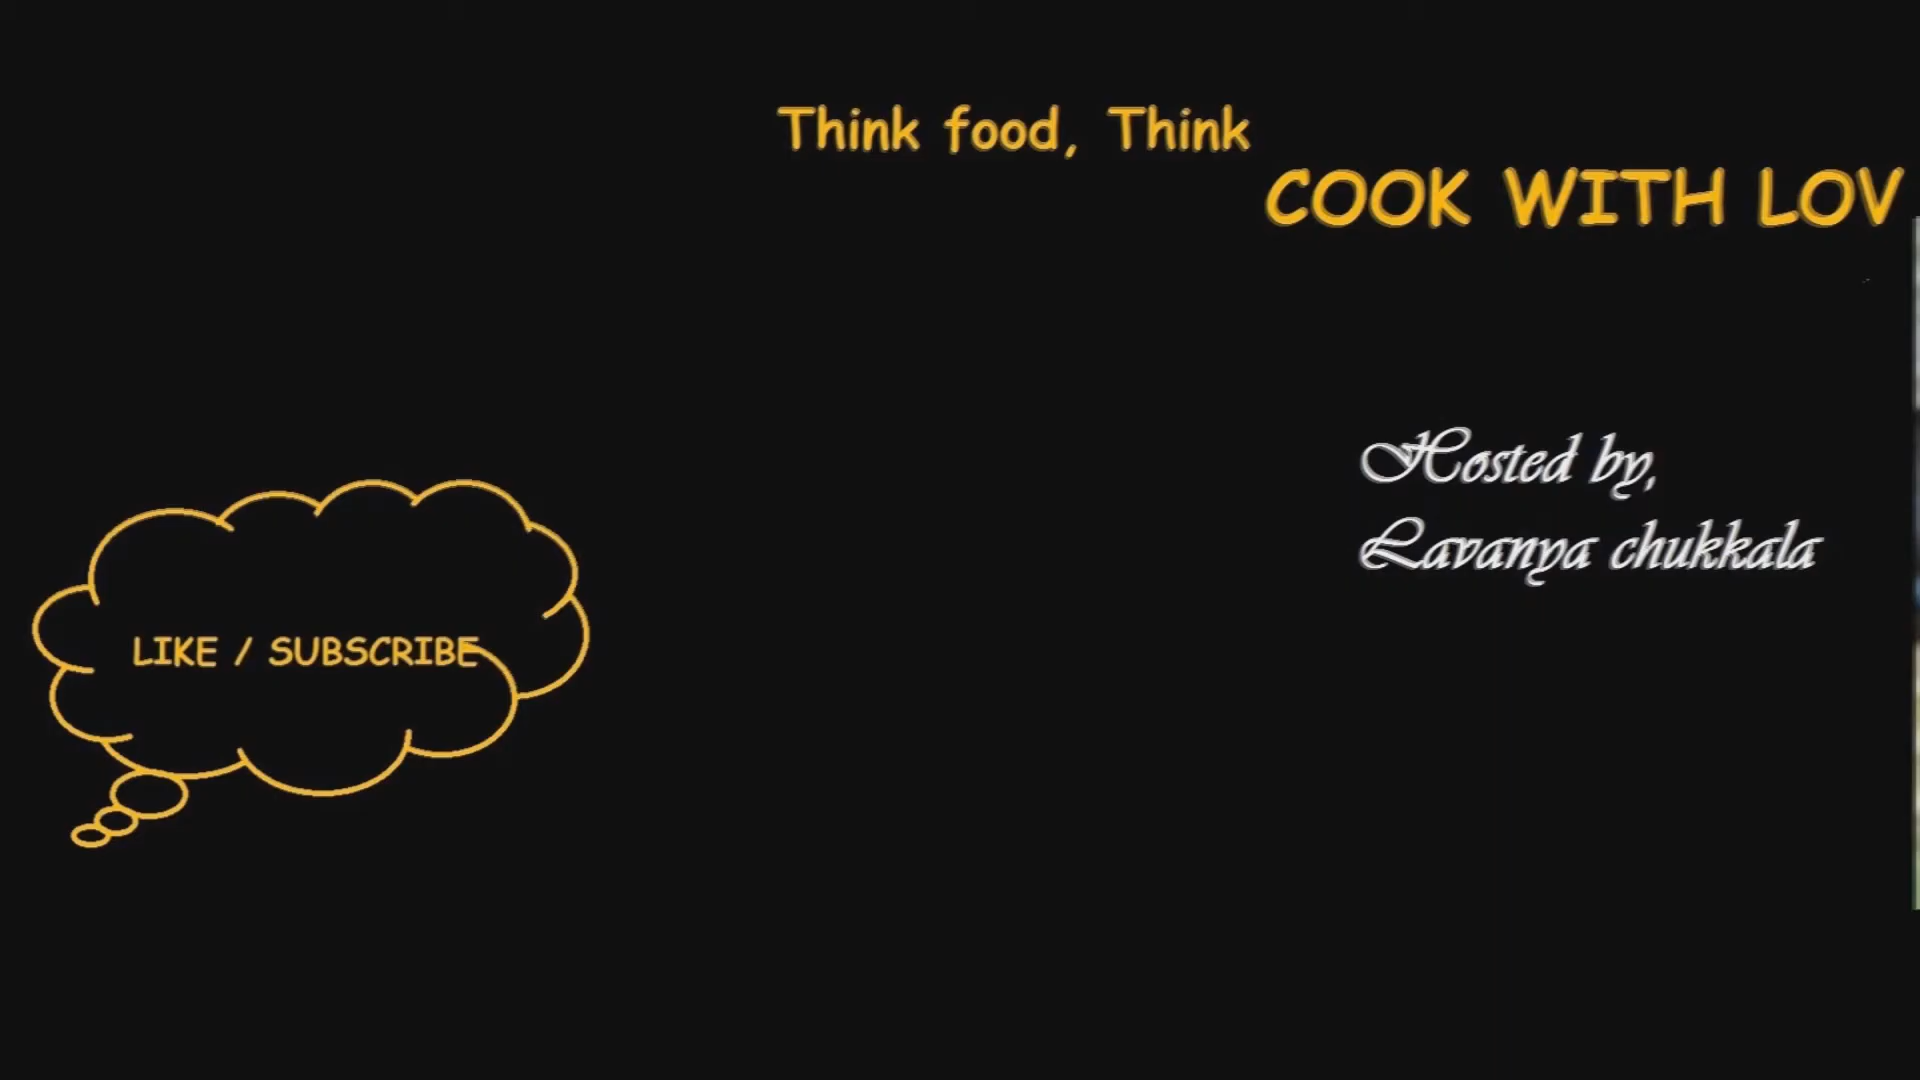 Think food, Think
COOK WITH LOV
Hosted by,
Lavanya chukkala
LIKE / SUBSCRIBE